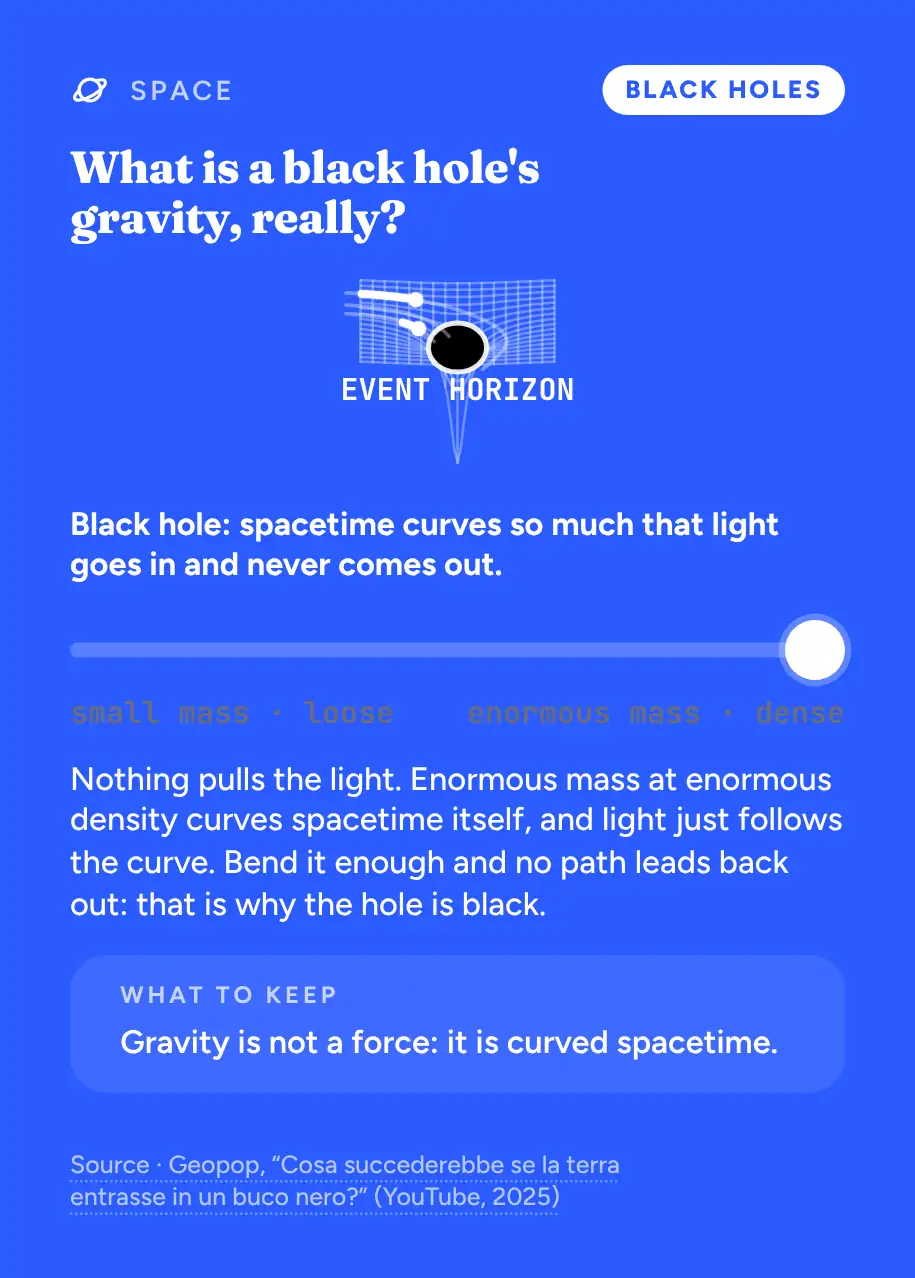 SPACE
BLACK HOLES
What is a black hole's
gravity, really?
EVENT HORIZON
Black hole: spacetime curves so much that light
goes in and never comes out.
small mass · loose
enormous mass · dense
Nothing pulls the light. Enormous mass at enormous
density curves spacetime itself, and light just follows
the curve. Bend it enough and no path leads back
out: that is why the hole is black.
WHAT TO KEEP
Gravity is not a force: it is curved spacetime.
Source · Geopop, “Cosa succederebbe se la terra
entrasse in un buco nero?” (YouTube, 2025)